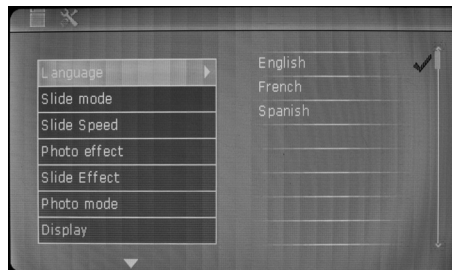 Language
Slide mode
Slide Speed
Photo effect
Slide Effect
Photo mode
Display
English
French
Spanish